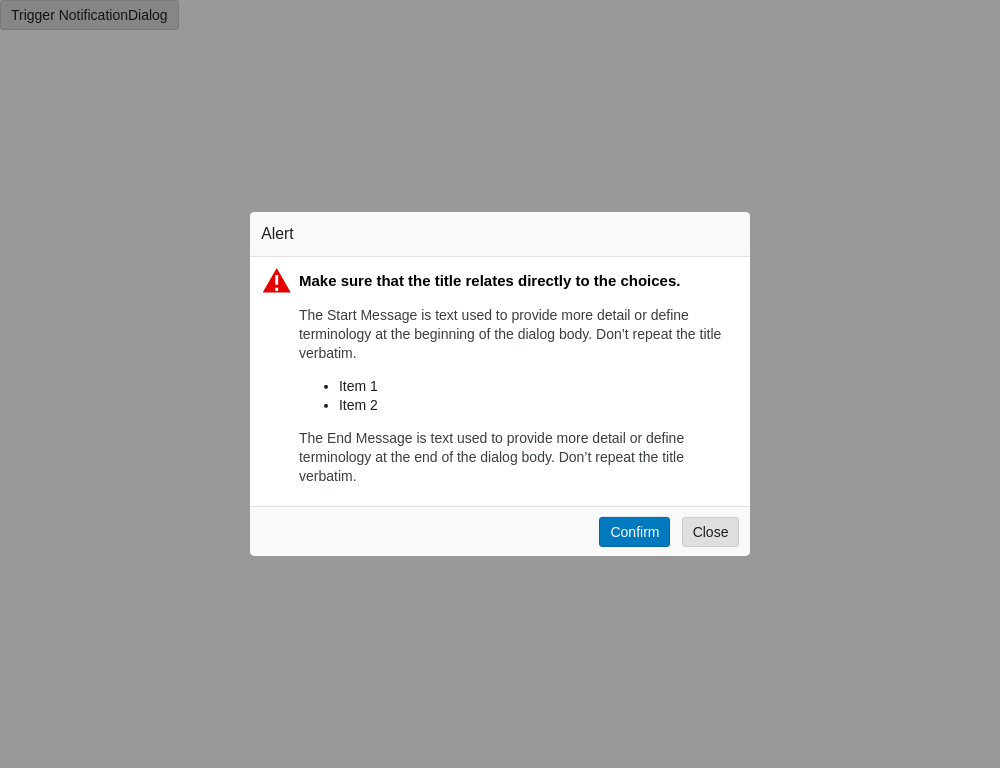 Trigger NotificationDialog
Alert
Make sure that the title relates directly to the choices.
The Start Message is text used to provide more detail or define
terminology at the beginning of the dialog body. Don’t repeat the title
verbatim.
• Item 1
• Item 2
The End Message is text used to provide more detail or define
terminology at the end of the dialog body. Don’t repeat the title
verbatim.
Confirm Close